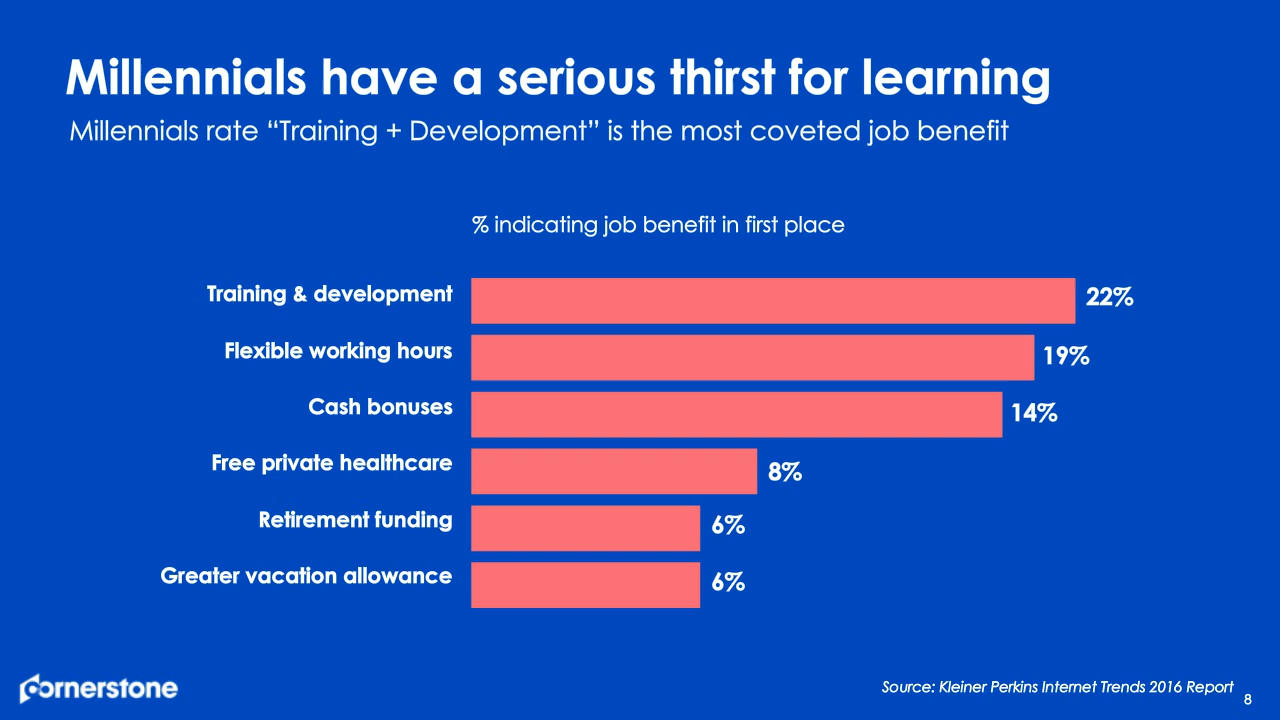 Millennials have a serious thirst for learning
Millennials rate “Training + Development” is the most coveted job benefit
% indicating job benefit in first place
Training & development 22%
Flexible working hours 19%
Cash bonuses 14%
Free private healthcare 8%
Retirement funding 6%
Greater vacation allowance 6%
cornerstone
Source: Kleiner Perkins Internet Trends 2016 Report
8